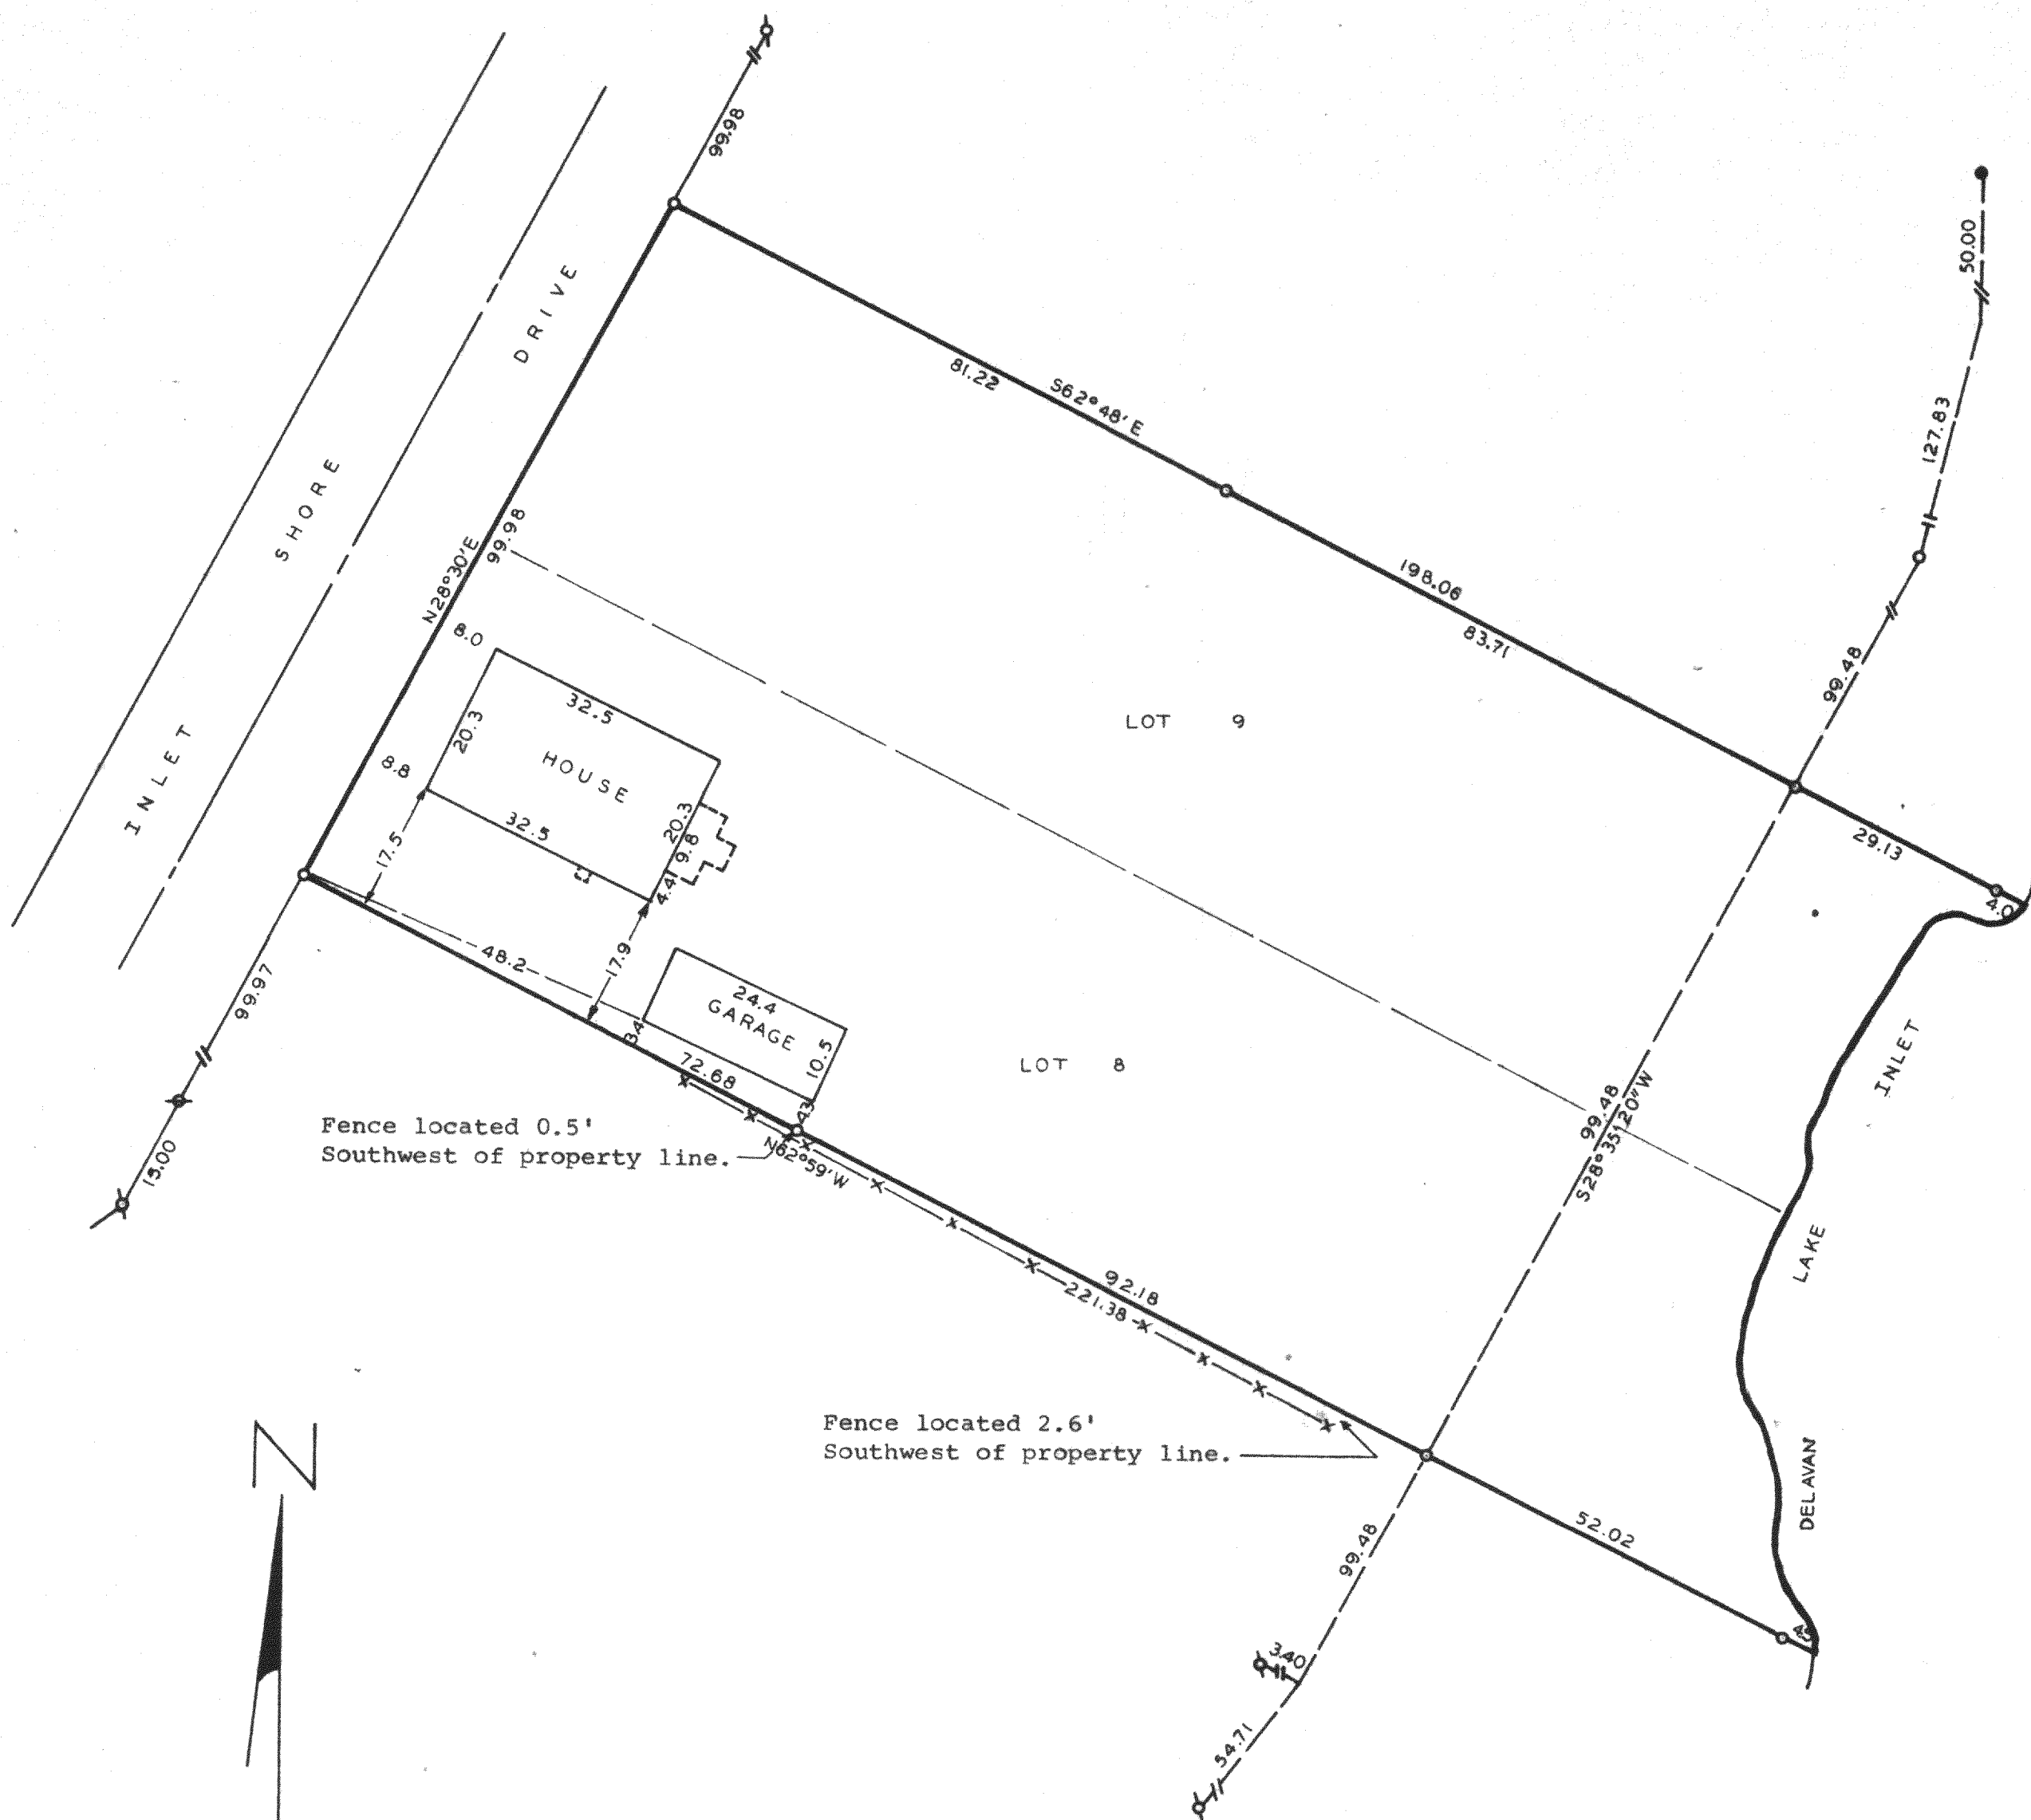 99.98
50.00
DRIVE
81.22
S62°48'E
127.83
SHORE
99.98
N28°30'E
198.06
83.71
8.0
99.48
32.5
20.3
LOT 9
INLET
HOUSE
8.8
32.5
20.3
9.8
17.5
4.4
29.13
4.0
48.2
17.9
99.97
24.4
GARAGE
10.5
3.4
72.68
4.3
LOT 8
INLET
99.48
S28°35'20"W
Fence located 0.5'
Southwest of property line.
N62°59'W
15.00
LAKE
92.18
221.38
Fence located 2.6'
Southwest of property line.
N
DELAVAN
52.02
99.48
3.40
54.71